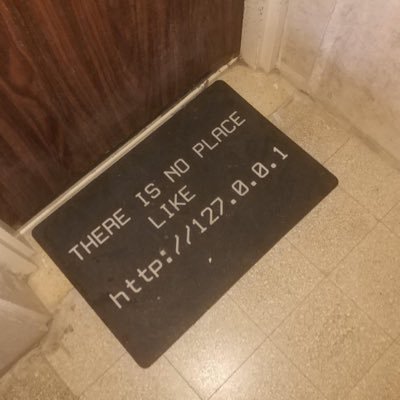 THERE IS NO PLACE
LIKE
http://127.0.0.1